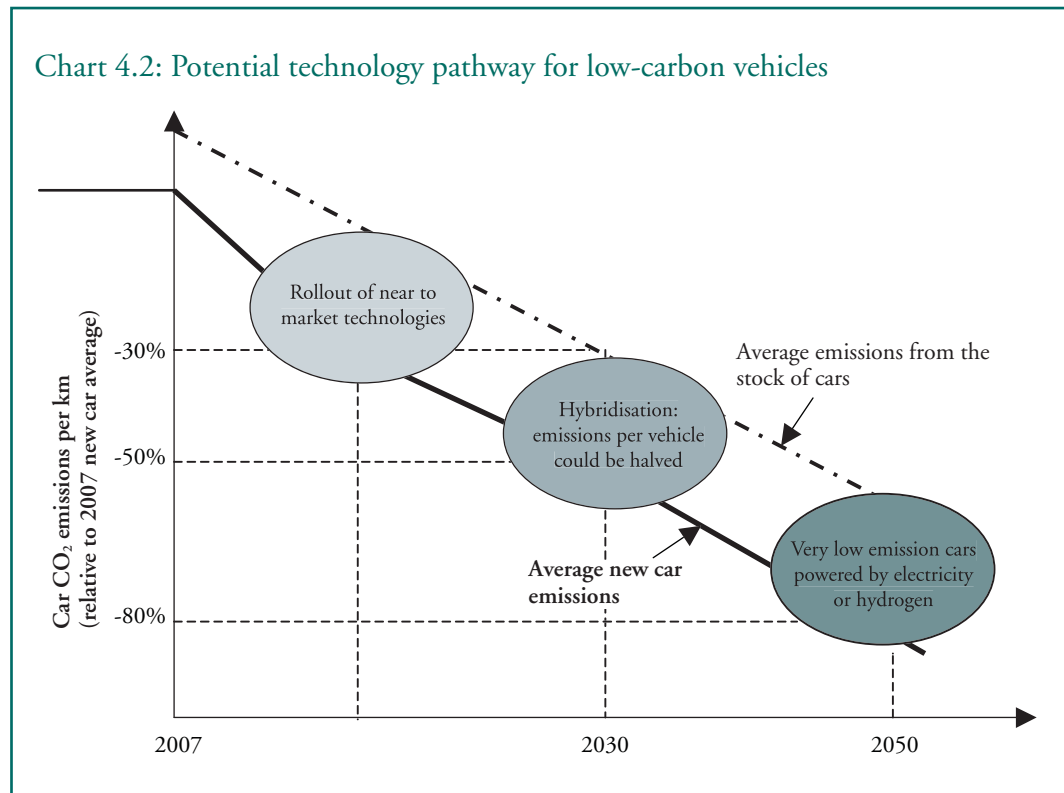 Chart 4.2: Potential technology pathway for low-carbon vehicles
Car CO₂ emissions per km
(relative to 2007 new car average)
Rollout of near to
market technologies
-30%
Average emissions from the
stock of cars
Hybridisation:
emissions per vehicle
could be halved
-50%
Average new car
emissions
Very low emission cars
powered by electricity
or hydrogen
-80%
2007
2030
2050